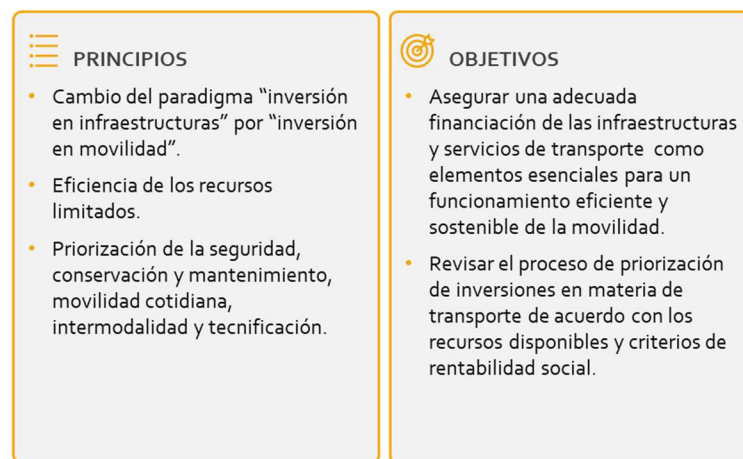 PRINCIPIOS
• Cambio del paradigma “inversión
en infraestructuras” por “inversión
en movilidad”.
• Eficiencia de los recursos
limitados.
• Priorización de la seguridad,
conservación y mantenimiento,
movilidad cotidiana,
intermodalidad y tecnificación.
OBJETIVOS
• Asegurar una adecuada
financiación de las infraestructuras
y servicios de transporte como
elementos esenciales para un
funcionamiento eficiente y
sostenible de la movilidad.
• Revisar el proceso de priorización
de inversiones en materia de
transporte de acuerdo con los
recursos disponibles y criterios de
rentabilidad social.